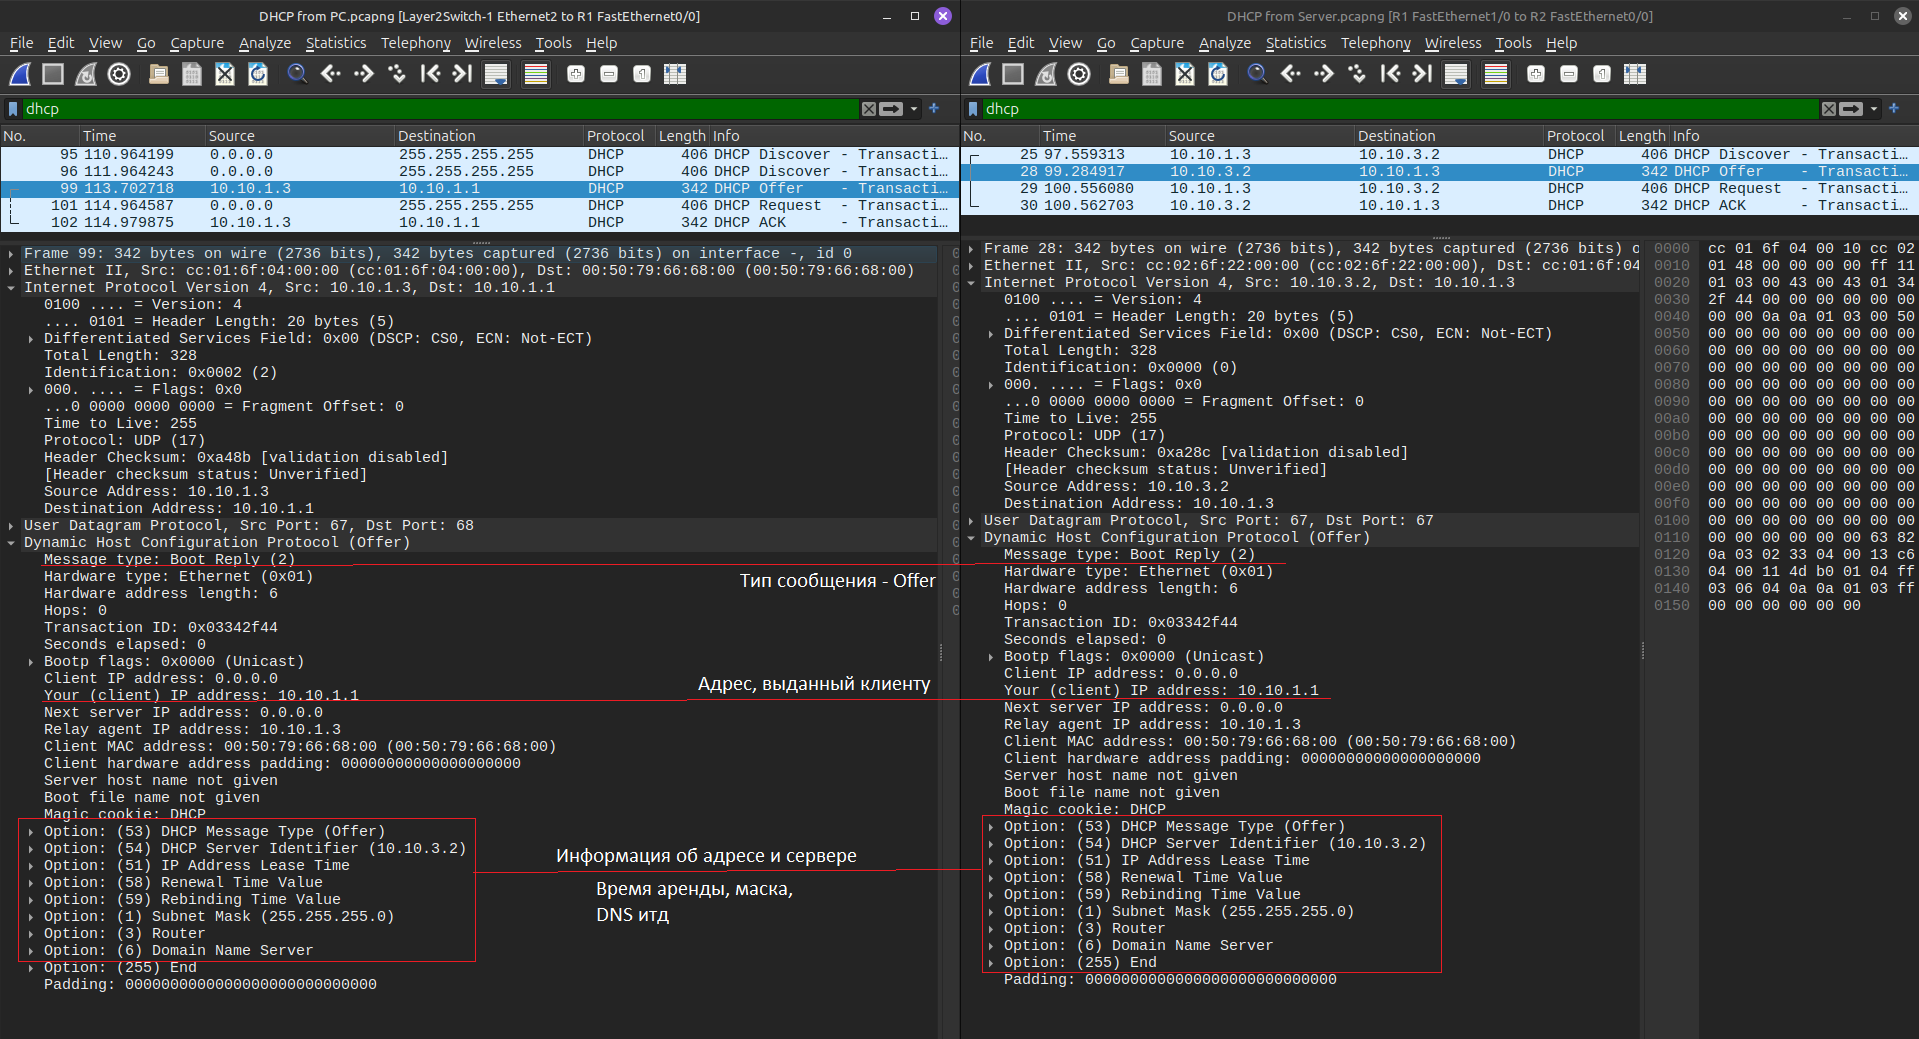 DHCP from PC.pcapng [Layer2Switch-1 Ethernet2 to R1 FastEthernet0/0]
File Edit View Go Capture Analyze Statistics Telephony Wireless Tools Help
dhcp
No. Time Source Destination Protocol Length Info
95 110.964199 0.0.0.0 255.255.255.255 DHCP 406 DHCP Discover - Transacti…
96 111.964243 0.0.0.0 255.255.255.255 DHCP 406 DHCP Discover - Transacti…
99 113.702718 10.10.1.3 10.10.1.1 DHCP 342 DHCP Offer - Transacti…
101 114.964587 0.0.0.0 255.255.255.255 DHCP 406 DHCP Request - Transacti…
102 114.979875 10.10.1.3 10.10.1.1 DHCP 342 DHCP ACK - Transacti…
Frame 99: 342 bytes on wire (2736 bits), 342 bytes captured (2736 bits) on interface -, id 0
Ethernet II, Src: cc:01:6f:04:00:00 (cc:01:6f:04:00:00), Dst: 00:50:79:66:68:00 (00:50:79:66:68:00)
Internet Protocol Version 4, Src: 10.10.1.3, Dst: 10.10.1.1
0100 .... = Version: 4
.... 0101 = Header Length: 20 bytes (5)
Differentiated Services Field: 0x00 (DSCP: CS0, ECN: Not-ECT)
Total Length: 328
Identification: 0x0002 (2)
000. .... = Flags: 0x0
...0 0000 0000 0000 = Fragment Offset: 0
Time to Live: 255
Protocol: UDP (17)
Header Checksum: 0xa48b [validation disabled]
[Header checksum status: Unverified]
Source Address: 10.10.1.3
Destination Address: 10.10.1.1
User Datagram Protocol, Src Port: 67, Dst Port: 68
Dynamic Host Configuration Protocol (Offer)
Message type: Boot Reply (2)
Hardware type: Ethernet (0x01)
Hardware address length: 6
Hops: 0
Transaction ID: 0x03342f44
Seconds elapsed: 0
Bootp flags: 0x0000 (Unicast)
Client IP address: 0.0.0.0
Your (client) IP address: 10.10.1.1
Next server IP address: 0.0.0.0
Relay agent IP address: 10.10.1.3
Client MAC address: 00:50:79:66:68:00 (00:50:79:66:68:00)
Client hardware address padding: 00000000000000000000
Server host name not given
Boot file name not given
Magic cookie: DHCP
Option: (53) DHCP Message Type (Offer)
Option: (54) DHCP Server Identifier (10.10.3.2)
Option: (51) IP Address Lease Time
Option: (58) Renewal Time Value
Option: (59) Rebinding Time Value
Option: (1) Subnet Mask (255.255.255.0)
Option: (3) Router
Option: (6) Domain Name Server
Option: (255) End
Padding: 0000000000000000000000000000
Тип сообщения - Offer
Адрес, выданный клиенту
Информация об адресе и сервере
Время аренды, маска,
DNS итд
DHCP from Server.pcapng [R1 FastEthernet1/0 to R2 FastEthernet0/0]
File Edit View Go Capture Analyze Statistics Telephony Wireless Tools Help
dhcp
No. Time Source Destination Protocol Length Info
25 97.559313 10.10.1.3 10.10.3.2 DHCP 406 DHCP Discover - Transacti…
28 99.284917 10.10.3.2 10.10.1.3 DHCP 342 DHCP Offer - Transacti…
29 100.556080 10.10.1.3 10.10.3.2 DHCP 406 DHCP Request - Transacti…
30 100.562703 10.10.3.2 10.10.1.3 DHCP 342 DHCP ACK - Transacti…
Frame 28: 342 bytes on wire (2736 bits), 342 bytes captured (2736 bits) o
Ethernet II, Src: cc:02:6f:22:00:00 (cc:02:6f:22:00:00), Dst: cc:01:6f:04
Internet Protocol Version 4, Src: 10.10.3.2, Dst: 10.10.1.3
0100 .... = Version: 4
.... 0101 = Header Length: 20 bytes (5)
Differentiated Services Field: 0x00 (DSCP: CS0, ECN: Not-ECT)
Total Length: 328
Identification: 0x0000 (0)
000. .... = Flags: 0x0
...0 0000 0000 0000 = Fragment Offset: 0
Time to Live: 255
Protocol: UDP (17)
Header Checksum: 0xa28c [validation disabled]
[Header checksum status: Unverified]
Source Address: 10.10.3.2
Destination Address: 10.10.1.3
User Datagram Protocol, Src Port: 67, Dst Port: 67
Dynamic Host Configuration Protocol (Offer)
Message type: Boot Reply (2)
Hardware type: Ethernet (0x01)
Hardware address length: 6
Hops: 0
Transaction ID: 0x03342f44
Seconds elapsed: 0
Bootp flags: 0x0000 (Unicast)
Client IP address: 0.0.0.0
Your (client) IP address: 10.10.1.1
Next server IP address: 0.0.0.0
Relay agent IP address: 10.10.1.3
Client MAC address: 00:50:79:66:68:00 (00:50:79:66:68:00)
Client hardware address padding: 00000000000000000000
Server host name not given
Boot file name not given
Magic cookie: DHCP
Option: (53) DHCP Message Type (Offer)
Option: (54) DHCP Server Identifier (10.10.3.2)
Option: (51) IP Address Lease Time
Option: (58) Renewal Time Value
Option: (59) Rebinding Time Value
Option: (1) Subnet Mask (255.255.255.0)
Option: (3) Router
Option: (6) Domain Name Server
Option: (255) End
Padding: 0000000000000000000000000000
0000 cc 01 6f 04 00 10 cc 02
0010 01 48 00 00 00 00 ff 11
0020 01 03 00 43 00 43 01 34
0030 2f 44 00 00 00 00 00 00
0040 00 00 0a 0a 01 03 00 50
0050 00 00 00 00 00 00 00 00
0060 00 00 00 00 00 00 00 00
0070 00 00 00 00 00 00 00 00
0080 00 00 00 00 00 00 00 00
0090 00 00 00 00 00 00 00 00
00a0 00 00 00 00 00 00 00 00
00b0 00 00 00 00 00 00 00 00
00c0 00 00 00 00 00 00 00 00
00d0 00 00 00 00 00 00 00 00
00e0 00 00 00 00 00 00 00 00
00f0 00 00 00 00 00 00 00 00
0100 00 00 00 00 00 00 00 00
0110 00 00 00 00 00 00 63 82
0120 0a 03 02 33 04 00 13 c6
0130 04 00 11 4d b0 01 04 ff
0140 03 06 04 0a 0a 01 03 ff
0150 00 00 00 00 00 00